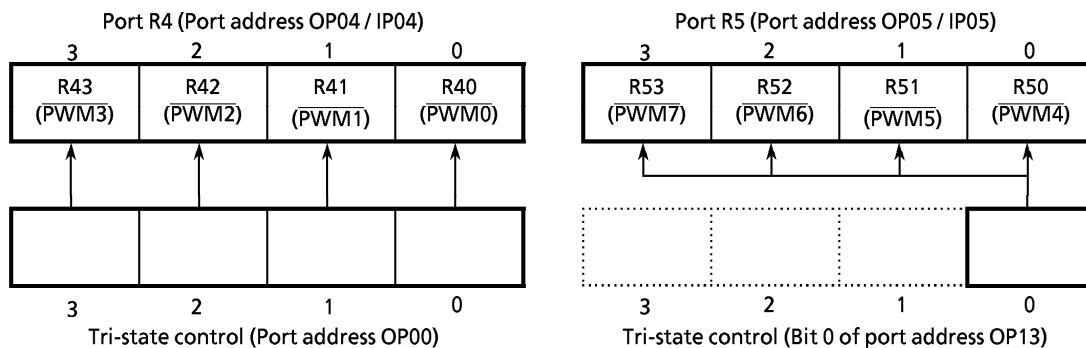 Port R4 (Port address OP04 / IP04)
3 2 1 0
R43 R42 R41 R40
(PWM3) (PWM2) (PWM1) (PWM0)
3 2 1 0
Tri-state control (Port address OP00)
Port R5 (Port address OP05 / IP05)
3 2 1 0
R53 R52 R51 R50
(PWM7) (PWM6) (PWM5) (PWM4)
3 2 1 0
Tri-state control (Bit 0 of port address OP13)